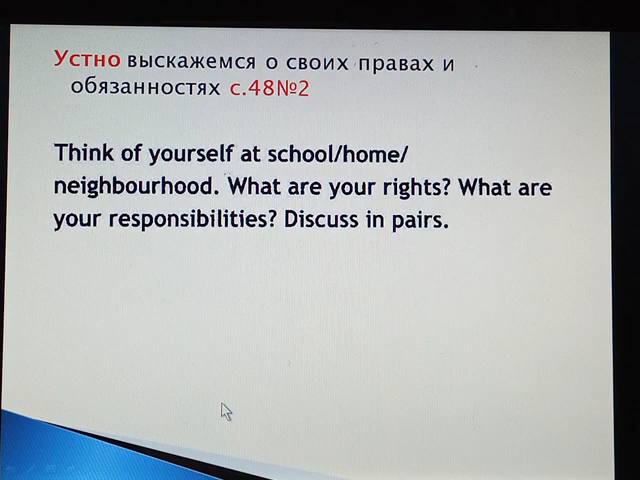 Устно выскажемся о своих правах и
обязанностях с.48№2
Think of yourself at school/home/
neighbourhood. What are your rights? What are
your responsibilities? Discuss in pairs.